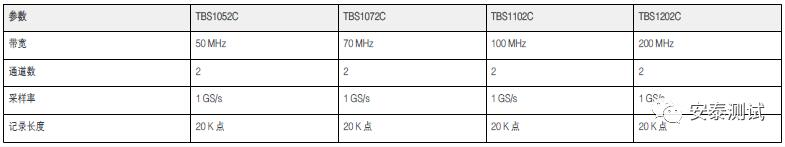 参数 TBS1052C TBS1072C TBS1102C TBS1202C
带宽 50 MHz 70 MHz 100 MHz 200 MHz
通道数 2 2 2 2
采样率 1 GS/s 1 GS/s 1 GS/s 1 GS/s
记录长度 20 K 点 20 K 点 20 K 点 20 K 点
安泰测试